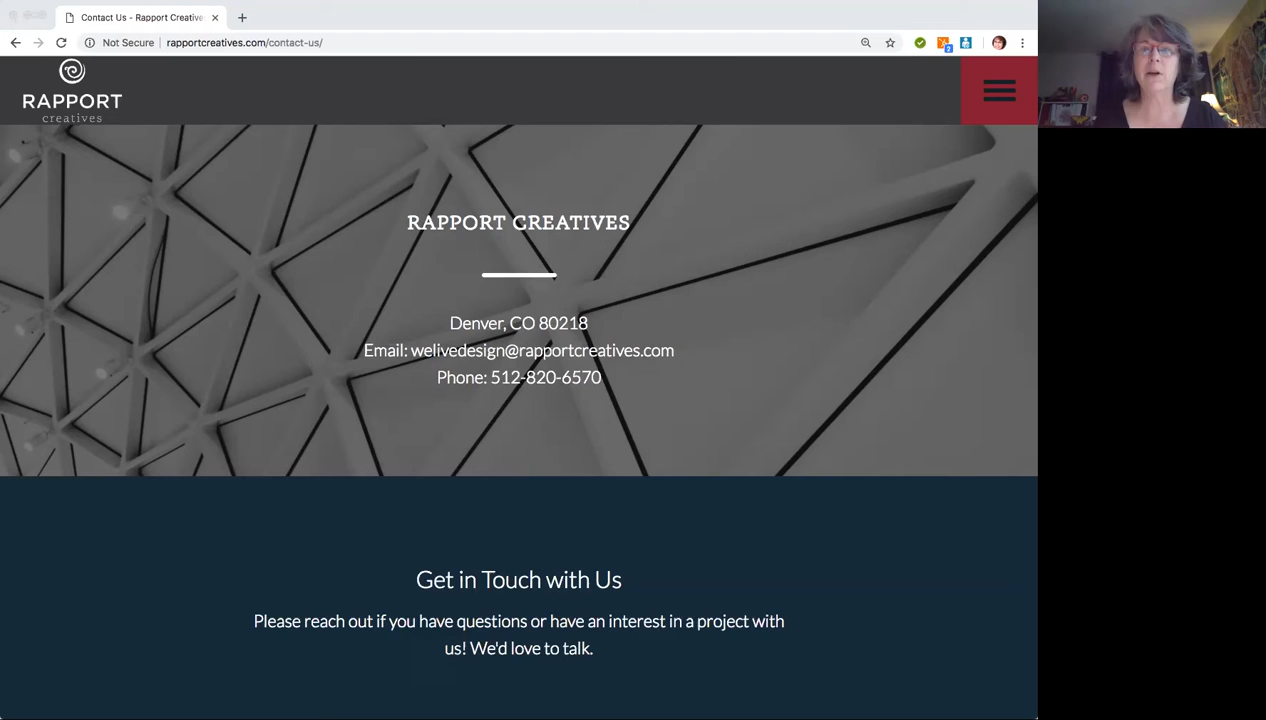 Contact Us - Rapport Creative
Not Secure
rapportcreatives.com/contact-us/
2
RAPPORT
creatives
RAPPORT CREATIVES
Denver, CO 80218
Email: welivedesign@rapportcreatives.com
Phone: 512-820-6570
Get in Touch with Us
Please reach out if you have questions or have an interest in a project with
us! We'd love to talk.